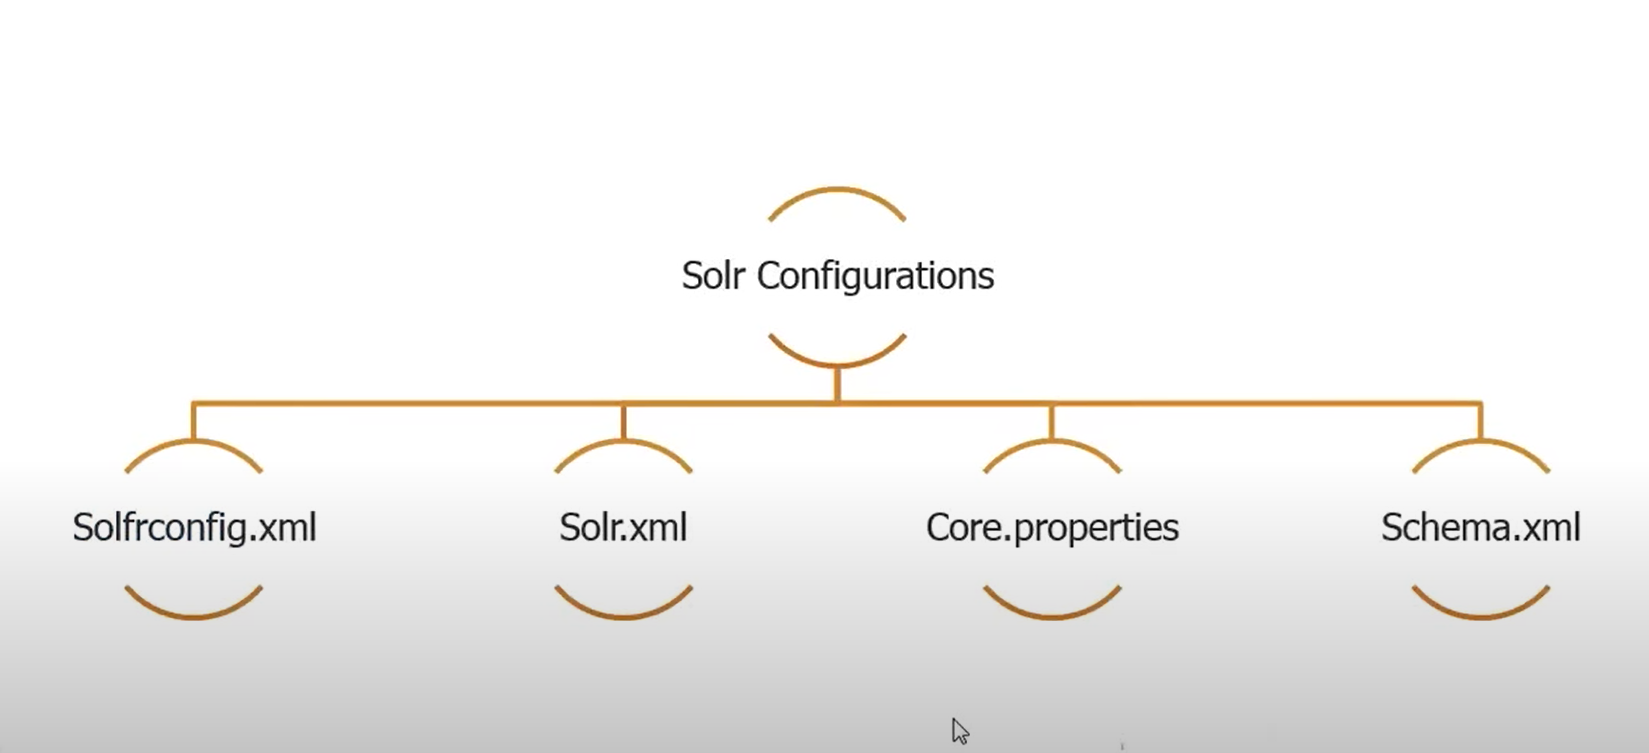 Solr Configurations
Solfrconfig.xml
Solr.xml
Core.properties
Schema.xml